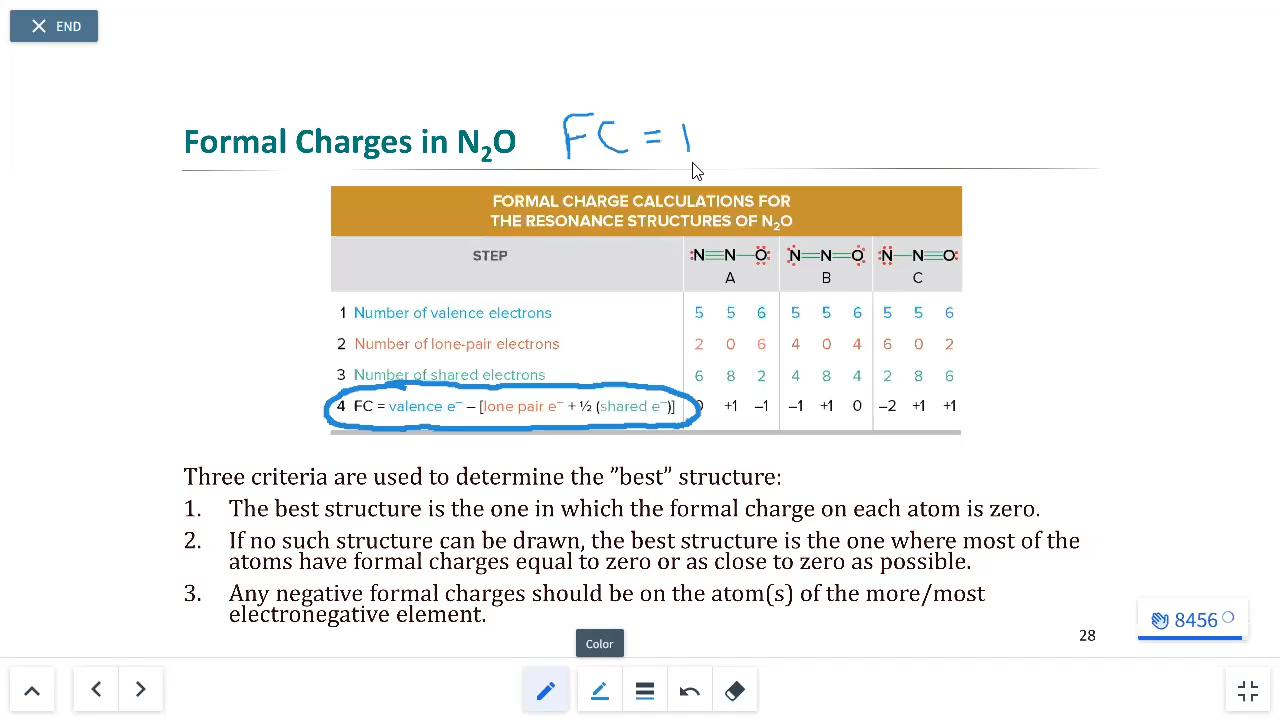 END
Formal Charges in N₂O FC = 1
FORMAL CHARGE CALCULATIONS FOR
THE RESONANCE STRUCTURES OF N₂O
STEP :N≡N—O: N=N=O N—N≡O:
A B C
1 Number of valence electrons 5 5 6 5 5 6 5 5 6
2 Number of lone-pair electrons 2 0 6 4 0 4 6 0 2
3 Number of shared electrons 6 8 2 4 8 4 2 8 6
4 FC = valence e⁻ – [lone pair e⁻ + ½ (shared e⁻)] 0 +1 –1 –1 +1 0 –2 +1 +1
Three criteria are used to determine the ”best” structure:
1. The best structure is the one in which the formal charge on each atom is zero.
2. If no such structure can be drawn, the best structure is the one where most of the
atoms have formal charges equal to zero or as close to zero as possible.
3. Any negative formal charges should be on the atom(s) of the more/most
electronegative element.
8456
28
Color